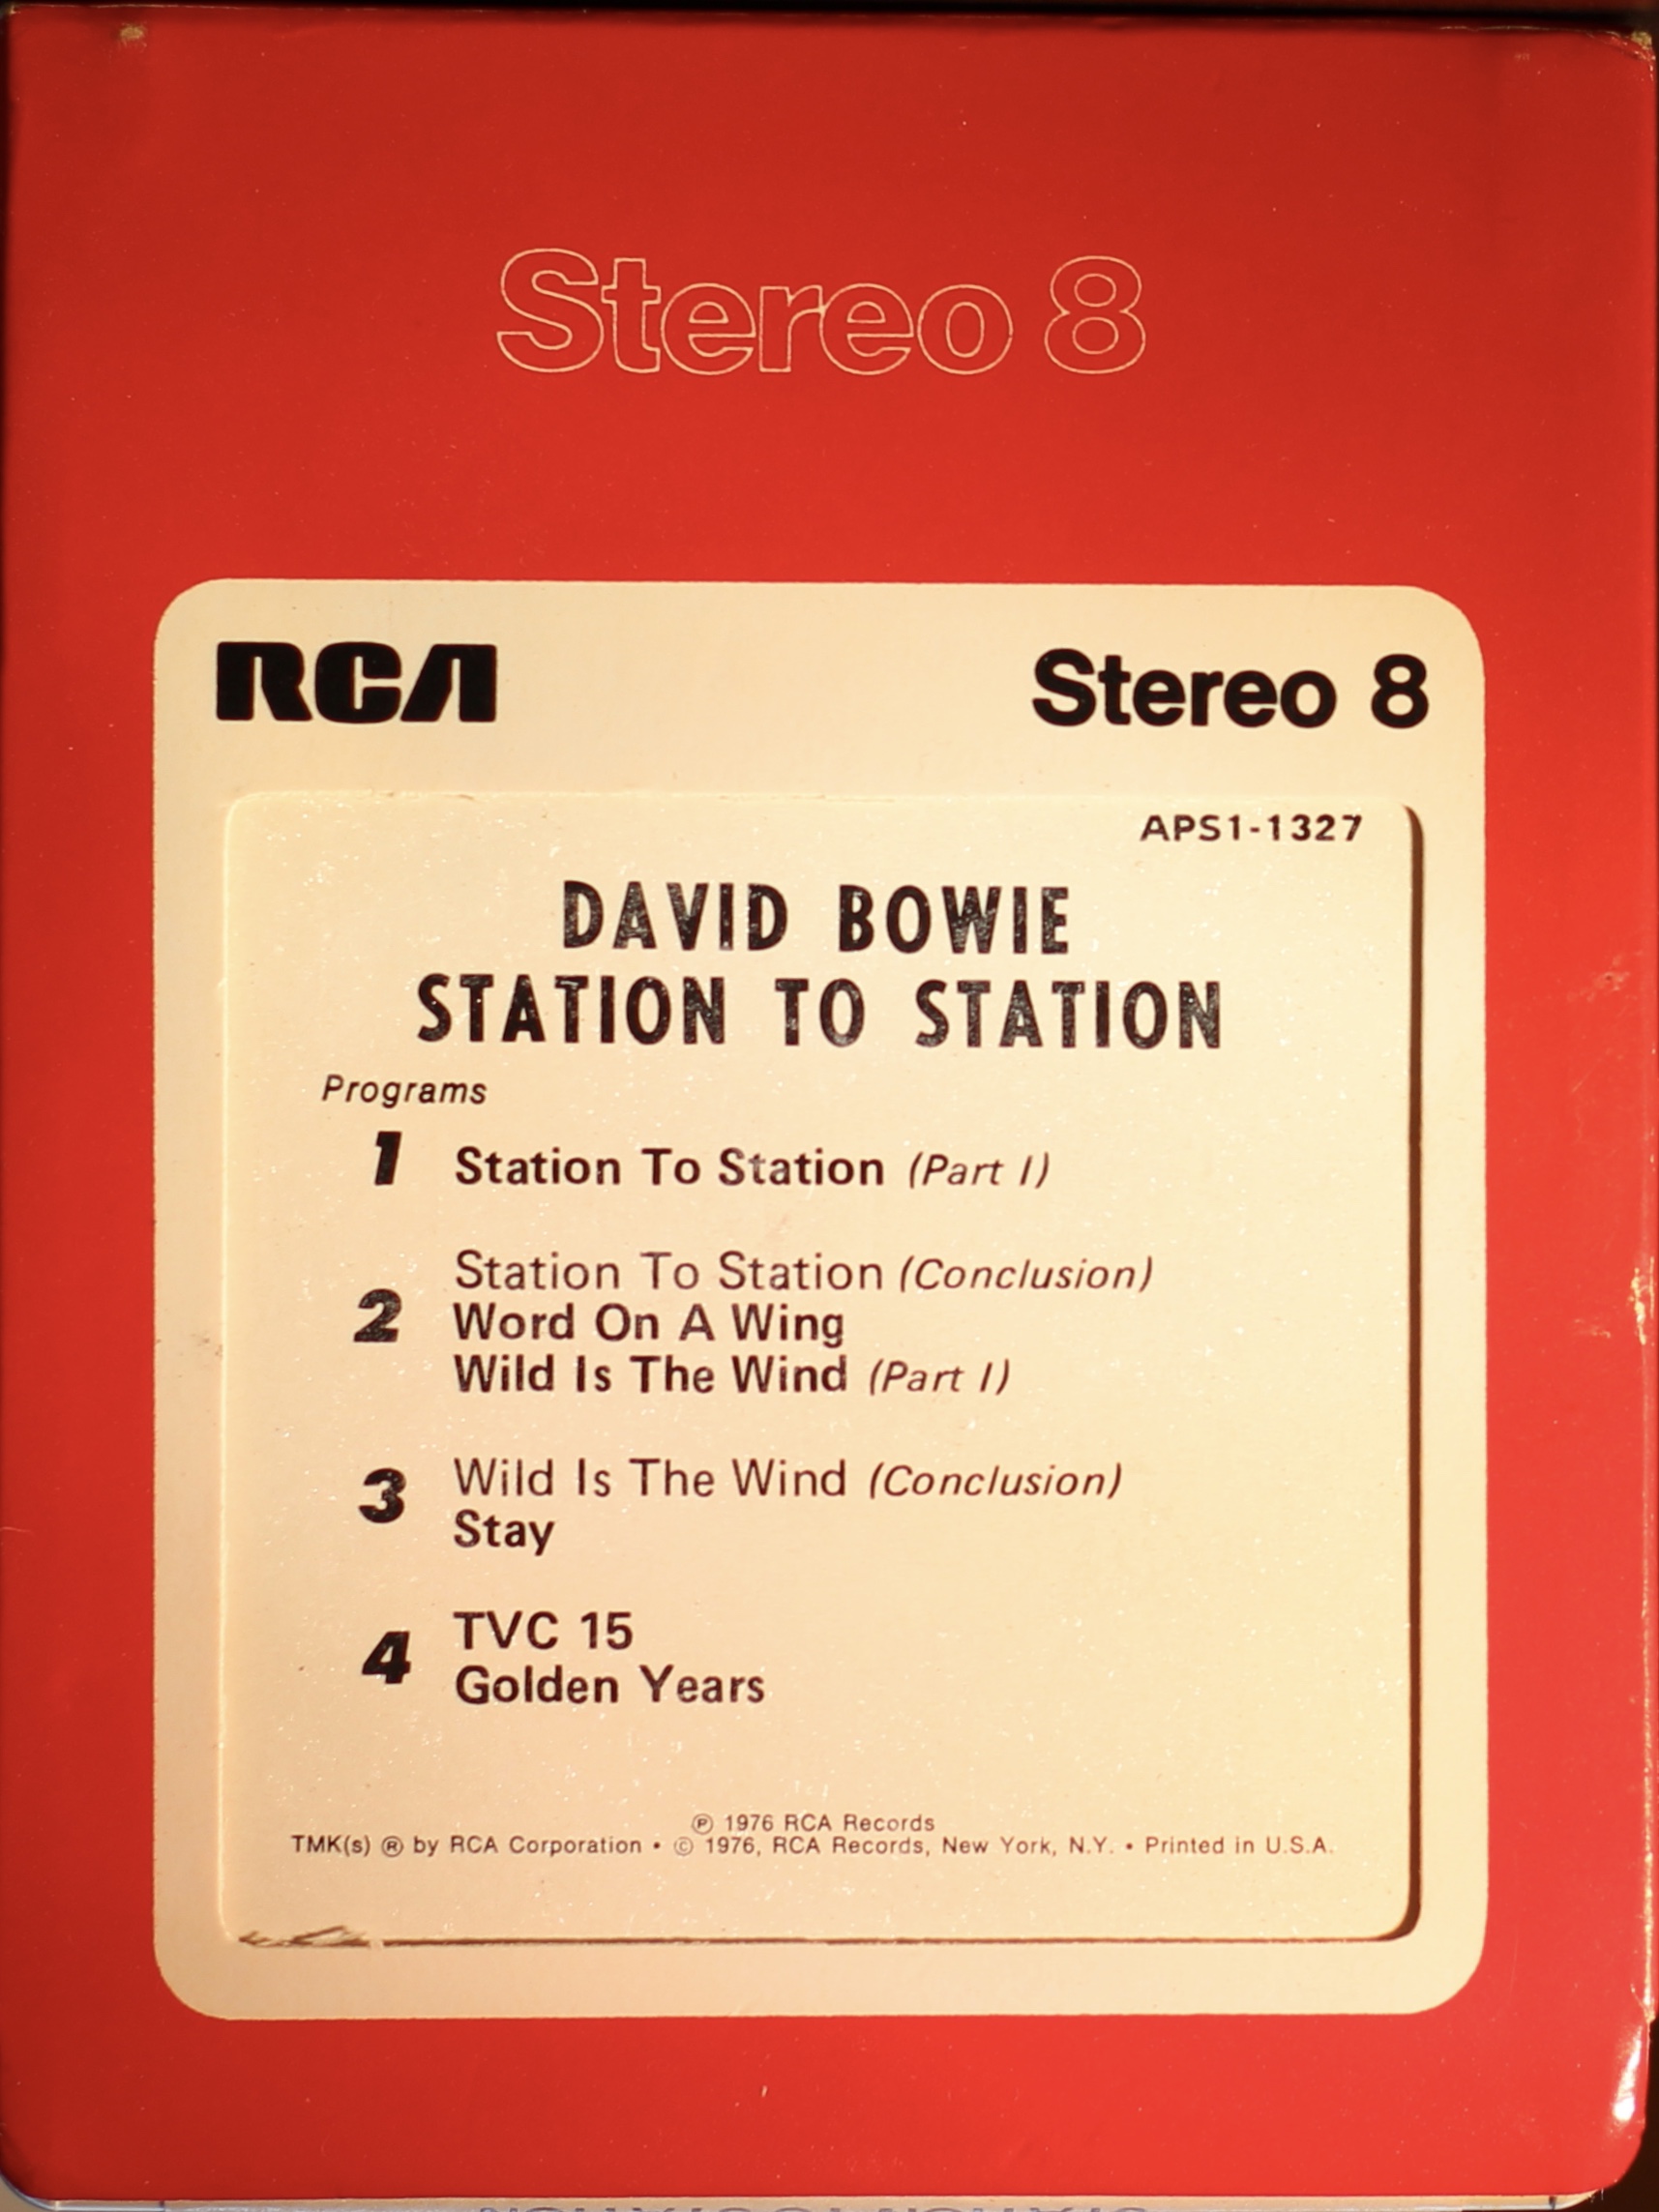 Stereo 8
RCA Stereo 8
APS1-1327
DAVID BOWIE
STATION TO STATION
Programs
1 Station To Station (Part I)
2 Station To Station (Conclusion)
Word On A Wing
Wild Is The Wind (Part I)
3 Wild Is The Wind (Conclusion)
Stay
4 TVC 15
Golden Years
℗ 1976 RCA Records
TMK(s) ® by RCA Corporation • © 1976, RCA Records, New York, N.Y. • Printed in U.S.A.